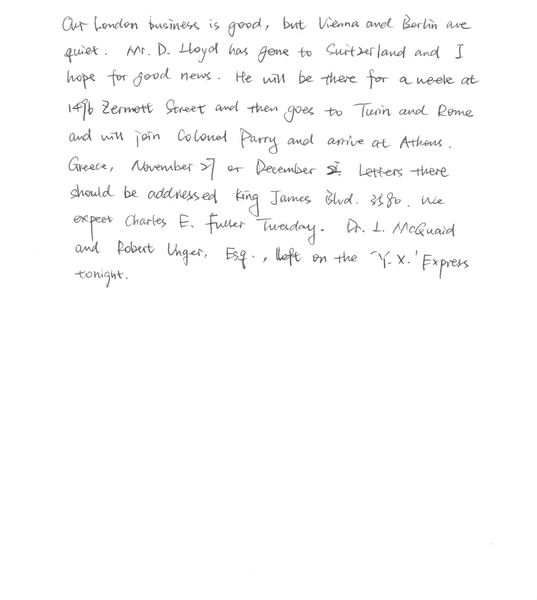 Our London business is good, but Vienna and Berlin are
quiet. Mr. D. Lloyd has gone to Switzerland and I
hope for good news. He will be there for a week at
1496 Zermott Street and then goes to Turin and Rome
and will join Colonel Parry and arrive at Athens,
Greece, November 27 or December 2. Letters there
should be addressed King James Blvd. 3580. We
expect Charles E. Fuller Tuesday. Dr. L. McQuaid
and Robert Unger, Esq., left on the 'Y.X.' Express
tonight.